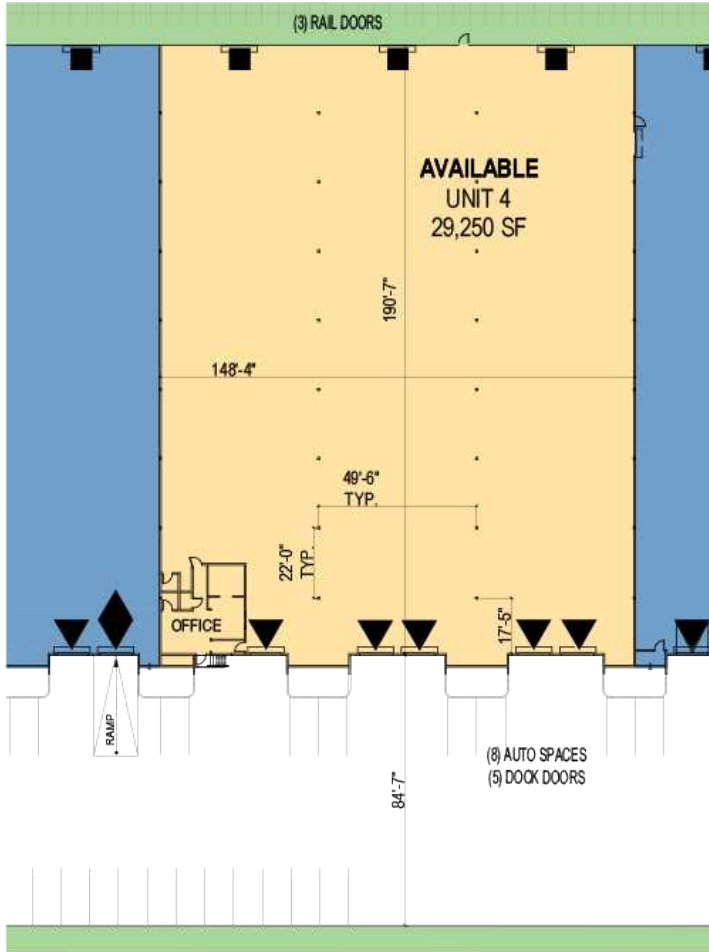 (3) RAIL DOORS
AVAILABLE
UNIT 4
29,250 SF
190'-7"
148'-4"
49'-6"
TYP.
22'-0"
TYP.
OFFICE
17'-5"
RAMP
(8) AUTO SPACES
(5) DOCK DOORS
84'-7"